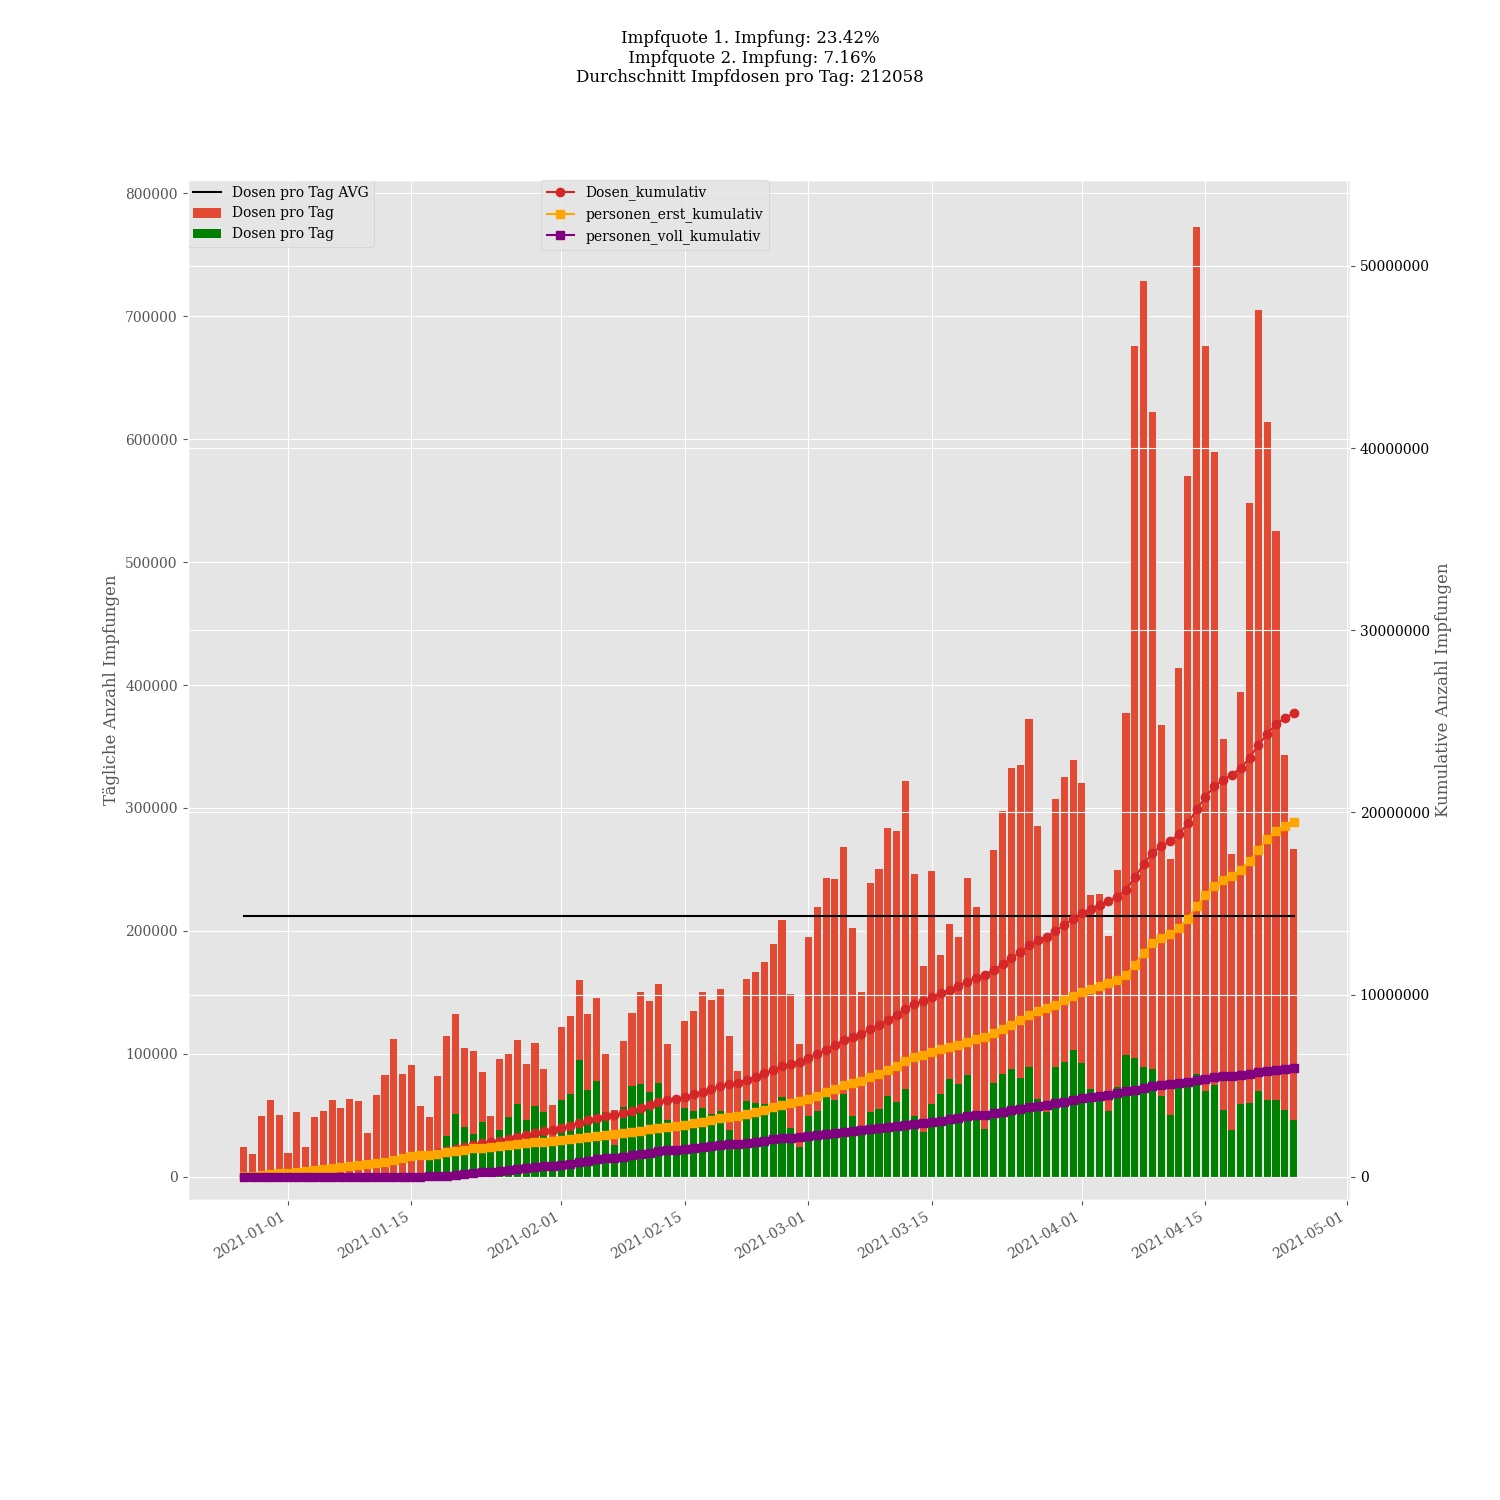 Impfquote 1. Impfung: 23.42%
Impfquote 2. Impfung: 7.16%
Durchschnitt Impfdosen pro Tag: 212058
Dosen pro Tag AVG
Dosen pro Tag
Dosen pro Tag
Dosen_kumulativ
personen_erst_kumulativ
personen_voll_kumulativ
Tägliche Anzahl Impfungen
800000
700000
600000
500000
400000
300000
200000
100000
0
50000000
40000000
30000000
20000000
10000000
0
Kumulative Anzahl Impfungen
2021-01-01
2021-01-15
2021-02-01
2021-02-15
2021-03-01
2021-03-15
2021-04-01
2021-04-15
2021-05-01